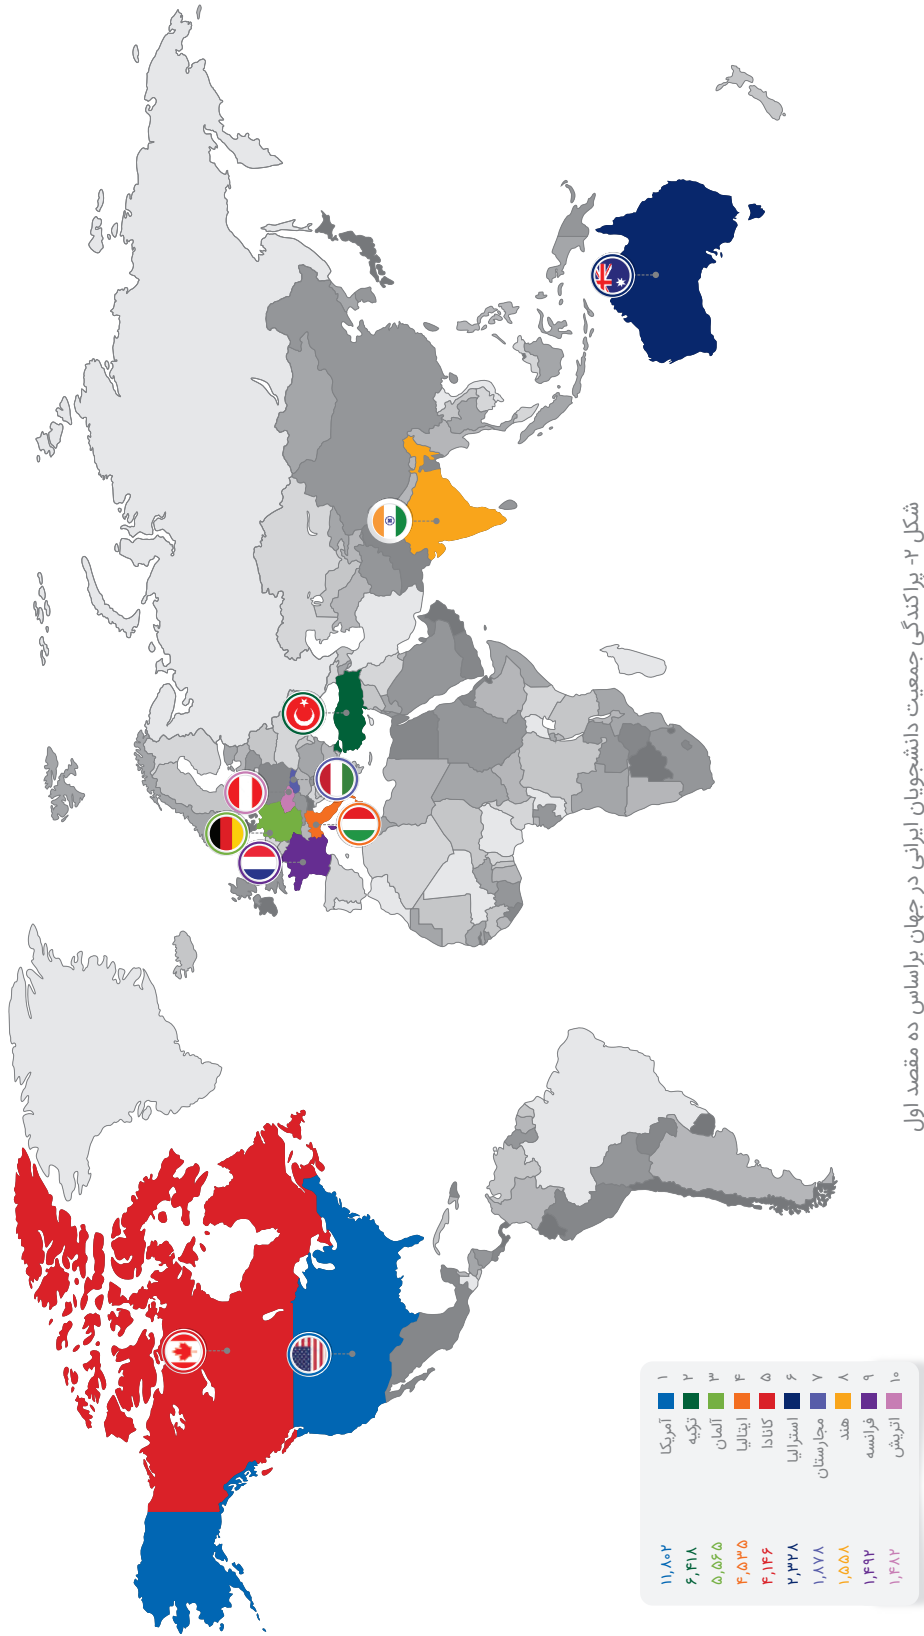 ۱ آمریکا ۱۱,۸۰۲
۲ ترکیه ۶,۴۱۸
۳ آلمان ۵,۵۶۵
۴ ایتالیا ۴,۵۳۵
۵ کانادا ۴,۱۴۶
۶ استرالیا ۲,۳۲۸
۷ مجارستان ۱,۸۷۸
۸ هند ۱,۵۵۸
۹ فرانسه ۱,۴۹۲
۱۰ اتریش ۱,۴۸۲
شکل ۲- پراکندگی جمعیت دانشجویان ایرانی در جهان براساس ده مقصد اول